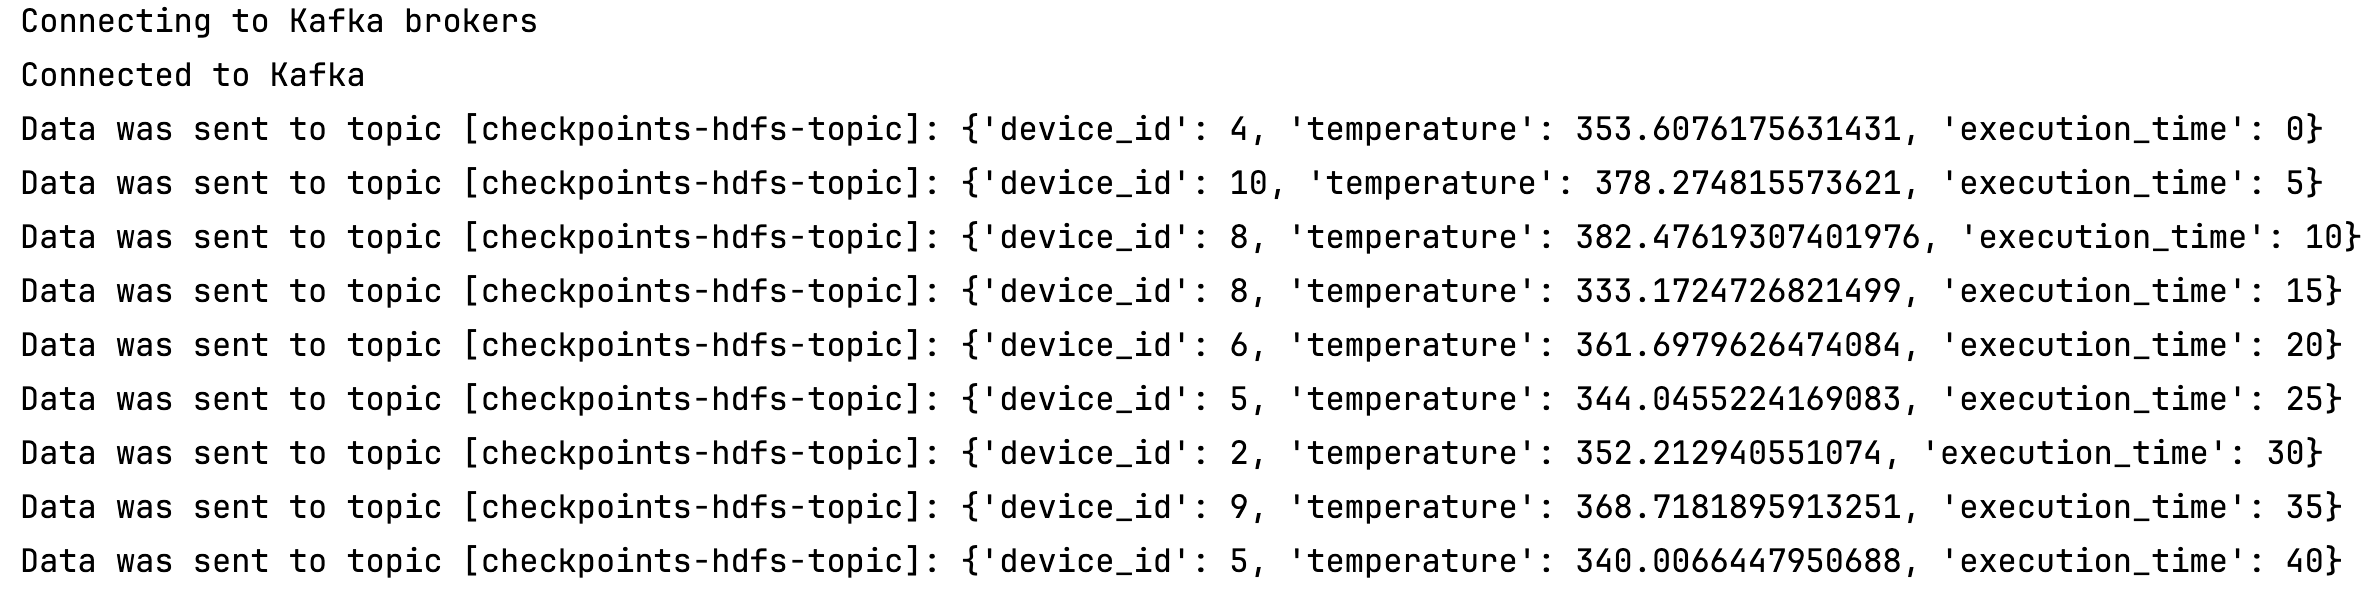 Connecting to Kafka brokers
Connected to Kafka
Data was sent to topic [checkpoints-hdfs-topic]: {'device_id': 4, 'temperature': 353.6076175631431, 'execution_time': 0}
Data was sent to topic [checkpoints-hdfs-topic]: {'device_id': 10, 'temperature': 378.274815573621, 'execution_time': 5}
Data was sent to topic [checkpoints-hdfs-topic]: {'device_id': 8, 'temperature': 382.47619307401976, 'execution_time': 10}
Data was sent to topic [checkpoints-hdfs-topic]: {'device_id': 8, 'temperature': 333.1724726821499, 'execution_time': 15}
Data was sent to topic [checkpoints-hdfs-topic]: {'device_id': 6, 'temperature': 361.6979626474084, 'execution_time': 20}
Data was sent to topic [checkpoints-hdfs-topic]: {'device_id': 5, 'temperature': 344.0455224169083, 'execution_time': 25}
Data was sent to topic [checkpoints-hdfs-topic]: {'device_id': 2, 'temperature': 352.212940551074, 'execution_time': 30}
Data was sent to topic [checkpoints-hdfs-topic]: {'device_id': 9, 'temperature': 368.7181895913251, 'execution_time': 35}
Data was sent to topic [checkpoints-hdfs-topic]: {'device_id': 5, 'temperature': 340.0066447950688, 'execution_time': 40}